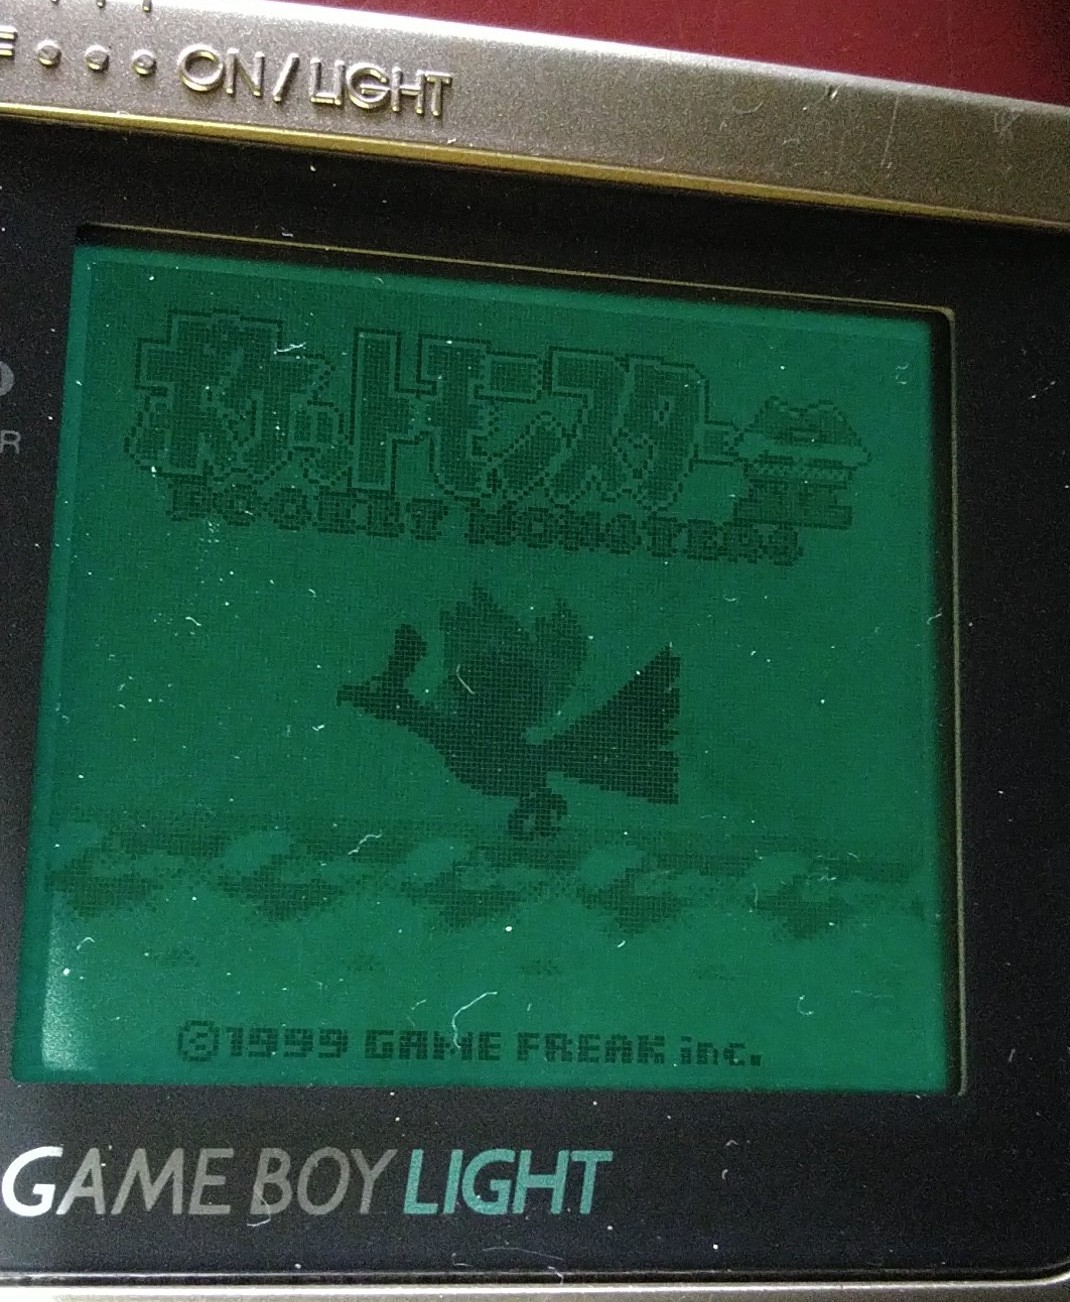 ON/LIGHT
ポケットモンスター 金
POCKET MONSTERS
©1999 GAME FREAK inc.
GAME BOY LIGHT